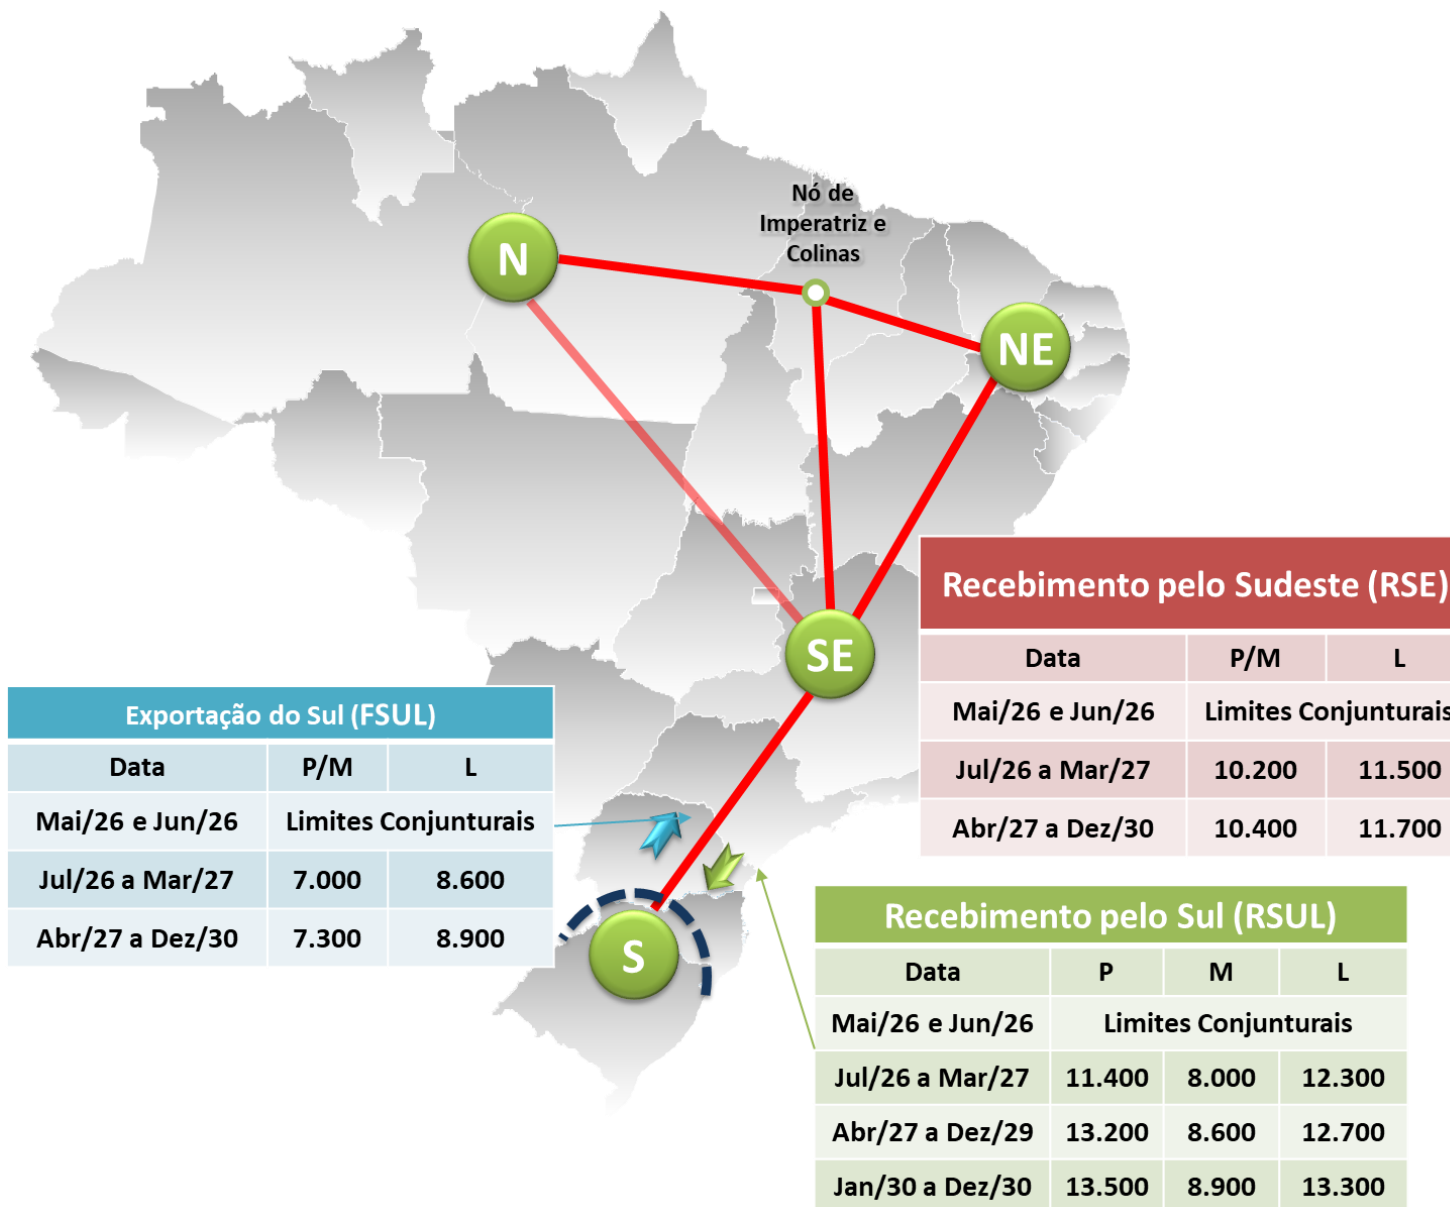 Nó de
Imperatriz e
Colinas
N
NE
SE
S
Recebimento pelo Sudeste (RSE)
Data P/M L
Mai/26 e Jun/26 Limites Conjunturais
Jul/26 a Mar/27 10.200 11.500
Abr/27 a Dez/30 10.400 11.700
Exportação do Sul (FSUL)
Data P/M L
Mai/26 e Jun/26 Limites Conjunturais
Jul/26 a Mar/27 7.000 8.600
Abr/27 a Dez/30 7.300 8.900
Recebimento pelo Sul (RSUL)
Data P M L
Mai/26 e Jun/26 Limites Conjunturais
Jul/26 a Mar/27 11.400 8.000 12.300
Abr/27 a Dez/29 13.200 8.600 12.700
Jan/30 a Dez/30 13.500 8.900 13.300